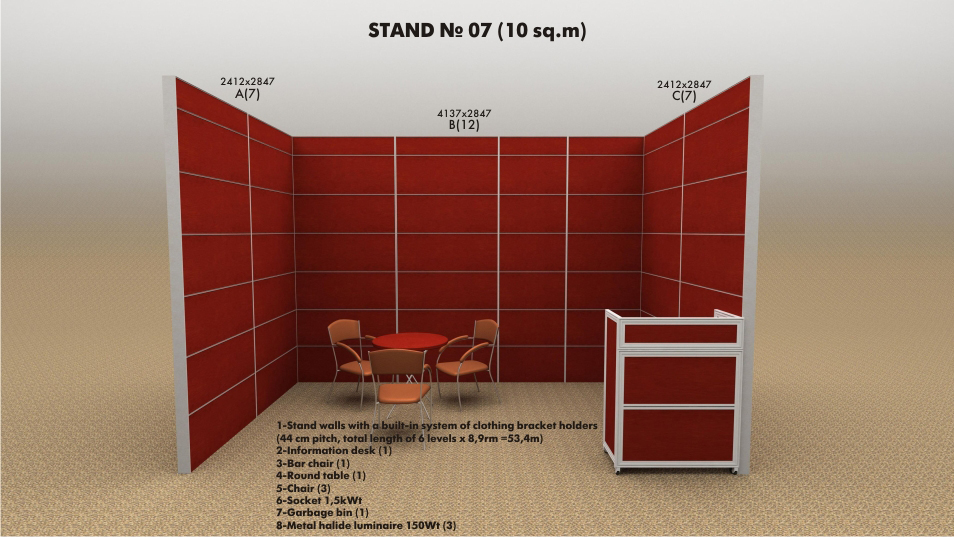 STAND № 07 (10 sq.m)
2412x2847
A(7)
4137x2847
B(12)
2412x2847
C(7)
1-Stand walls with a built-in system of clothing bracket holders
(44 cm pitch, total length of 6 levels x 8,9rm =53,4m)
2-Information desk (1)
3-Bar chair (1)
4-Round table (1)
5-Chair (3)
6-Socket 1,5kWt
7-Garbage bin (1)
8-Metal halide luminaire 150Wt (3)